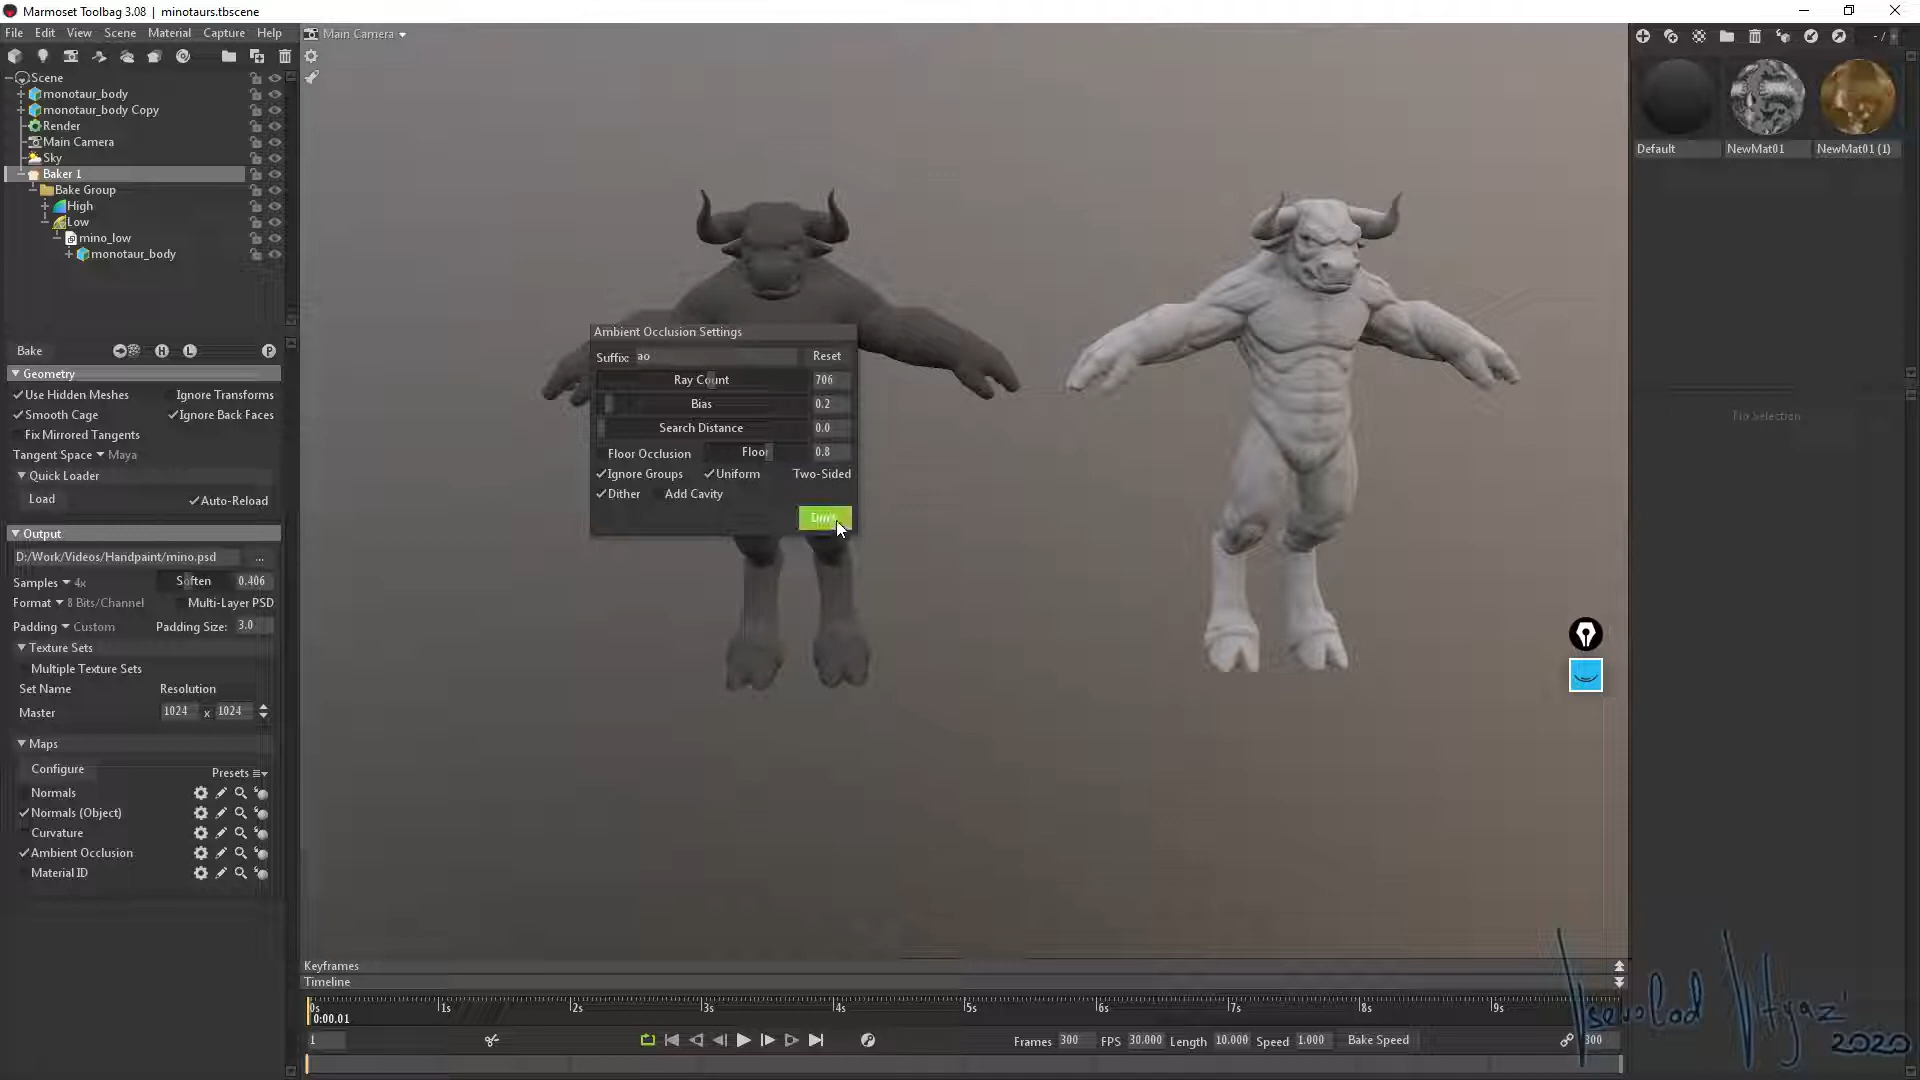 Marmoset Toolbag 3.08 | minotaurs.tbscene
File Edit View Scene Material Capture Help
Main Camera
Scene
monotaur_body
monotaur_body Copy
Render
Main Camera
Sky
Baker 1
Bake Group
High
Low
mino_low
monotaur_body
Default NewMat01 NewMat01 (1)
No Selection
Ambient Occlusion Settings
Suffix: ao Reset
Ray Count 706
Bias 0.2
Search Distance 0.0
Floor Occlusion Floor 0.8
Ignore Groups Uniform Two-Sided
Dither Add Cavity
Bake H L P
Geometry
Use Hidden Meshes Ignore Transforms
Smooth Cage Ignore Back Faces
Fix Mirrored Tangents
Tangent Space Maya
Quick Loader
Load Auto-Reload
Output
D:/Work/Videos/Handpaint/mino.psd ...
Samples 4x Soften 0.406
Format 8 Bits/Channel Multi-Layer PSD
Padding Custom Padding Size: 3.0
Texture Sets
Multiple Texture Sets
Set Name Resolution
Master 1024 x 1024
Maps
Configure Presets
Normals
Normals (Object)
Curvature
Ambient Occlusion
Material ID
Keyframes
Timeline
0s 1s 2s 3s 4s 5s 6s 7s 8s 9s
0:00.01
1 Frames 300 FPS 30.000 Length 10.000 Speed 1.000 Bake Speed 300
2020